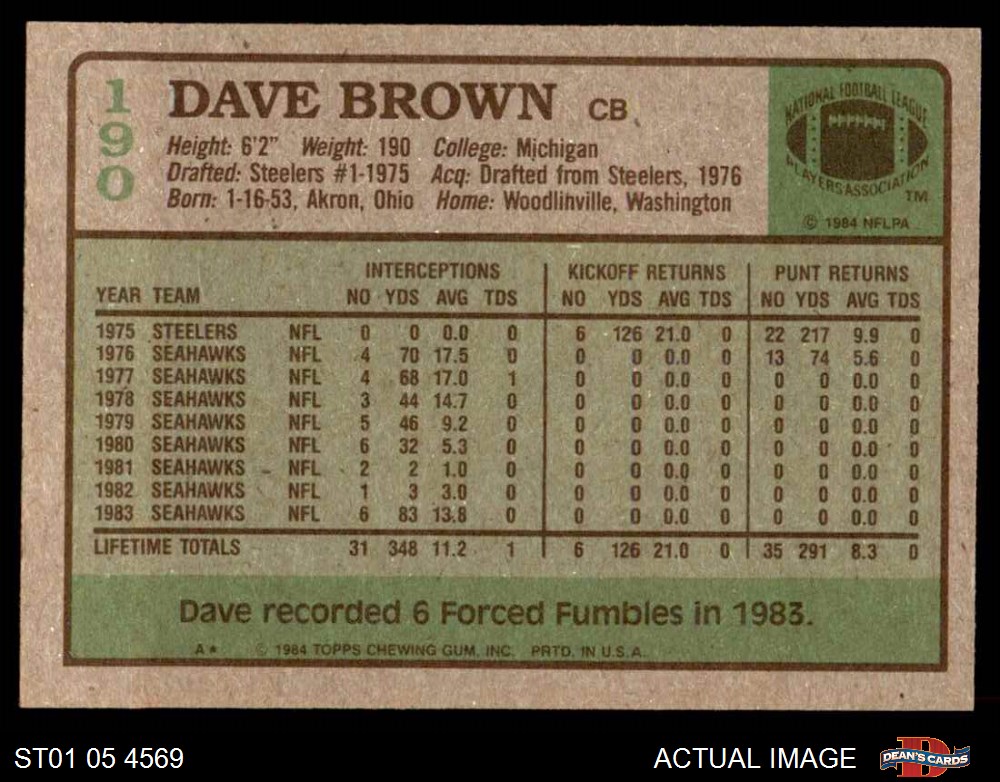 190
DAVE BROWN CB
Height: 6'2" Weight: 190 College: Michigan
Drafted: Steelers #1-1975 Acq: Drafted from Steelers, 1976
Born: 1-16-53, Akron, Ohio Home: Woodlinville, Washington
NATIONAL FOOTBALL LEAGUE
PLAYERS ASSOCIATION
TM
© 1984 NFLPA
INTERCEPTIONS KICKOFF RETURNS PUNT RETURNS
YEAR TEAM NO YDS AVG TDS NO YDS AVG TDS NO YDS AVG TDS
1975 STEELERS NFL 0 0 0.0 0 6 126 21.0 0 22 217 9.9 0
1976 SEAHAWKS NFL 4 70 17.5 0 0 0 0.0 0 13 74 5.6 0
1977 SEAHAWKS NFL 4 68 17.0 1 0 0 0.0 0 0 0 0.0 0
1978 SEAHAWKS NFL 3 44 14.7 0 0 0 0.0 0 0 0 0.0 0
1979 SEAHAWKS NFL 5 46 9.2 0 0 0 0.0 0 0 0 0.0 0
1980 SEAHAWKS NFL 6 32 5.3 0 0 0 0.0 0 0 0 0.0 0
1981 SEAHAWKS NFL 2 2 1.0 0 0 0 0.0 0 0 0 0.0 0
1982 SEAHAWKS NFL 1 3 3.0 0 0 0 0.0 0 0 0 0.0 0
1983 SEAHAWKS NFL 6 83 13.8 0 0 0 0.0 0 0 0 0.0 0
LIFETIME TOTALS 31 348 11.2 1 6 126 21.0 0 35 291 8.3 0
Dave recorded 6 Forced Fumbles in 1983.
A* © 1984 TOPPS CHEWING GUM, INC. PRTD. IN U.S.A.
ST01 05 4569 ACTUAL IMAGE DEAN'S CARDS